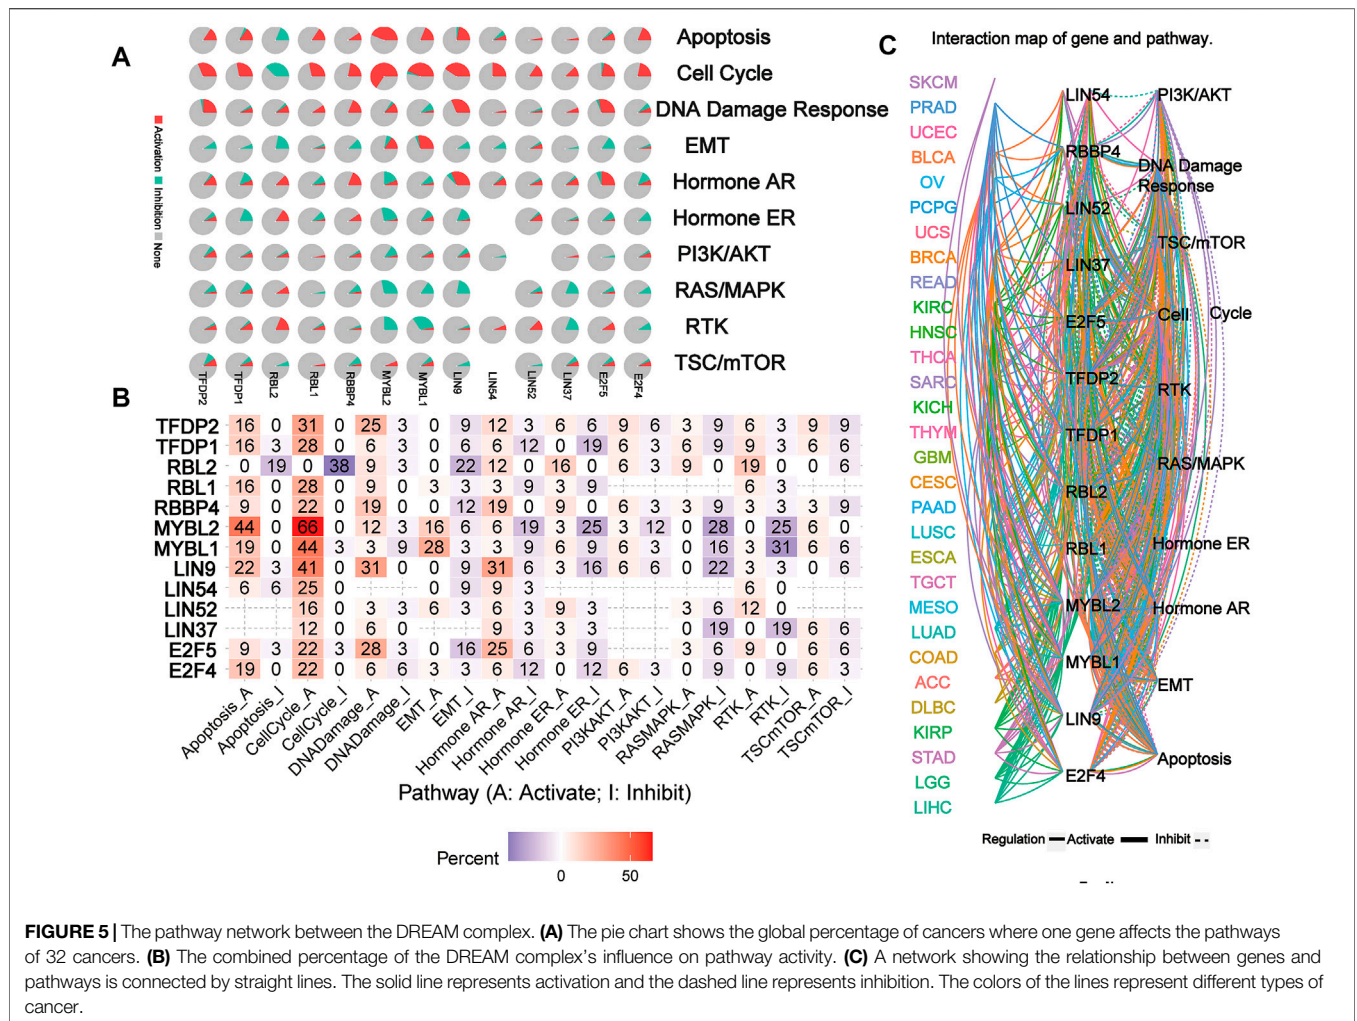 A
Activation Inhibition None
Apoptosis
Cell Cycle
DNA Damage Response
EMT
Hormone AR
Hormone ER
PI3K/AKT
RAS/MAPK
RTK
TSC/mTOR
TFDP2 TFDP1 RBL2 RBL1 RBBP4 MYBL2 MYBL1 LIN9 LIN54 LIN52 LIN37 E2F5 E2F4
B
TFDP2 16 0 31 0 25 3 0 9 12 3 6 6 9 6 3 9 6 3 9 9
TFDP1 16 3 28 0 6 3 0 22 3 12 0 19 6 3 6 9 3 6 6
RBL2 0 19 0 38 9 3 0 22 12 0 16 0 6 3 9 0 19 0 0 6
RBL1 16 0 28 0 9 0 3 3 3 9 3 9 6 3
RBBP4 9 0 22 0 19 0 0 12 19 0 9 0 6 3 3 9 3 3 3 9
MYBL2 44 0 66 0 12 3 16 6 3 19 3 25 3 12 0 28 0 25 6 0
MYBL1 19 0 44 3 3 9 28 3 3 9 6 9 6 3 0 16 3 31 6 6
LIN9 22 3 41 0 31 0 0 9 31 6 3 16 6 6 0 22 3 3 0 6
LIN54 6 6 25 0 0 9 9 3 6 0
LIN52 16 0 3 3 6 3 6 3 9 3 3 6 12 0
LIN37 12 0 6 0 9 3 3 3 0 19 0 19 6 6
E2F5 9 3 22 3 28 3 0 16 25 6 3 9 0 3 3 6 9 0 6 6
E2F4 19 0 22 0 6 6 3 3 6 12 0 12 6 3 0 9 0 9 6 3
Apoptosis_A Apoptosis_I CellCycle_A CellCycle_I DNADamage_A DNADamage_I EMT_A EMT_I Hormone AR_A Hormone AR_I Hormone ER_A Hormone ER_I PI3KAKT_A PI3KAKT_I RASMAPK_A RASMAPK_I RTK_A RTK_I TSCmTOR_A TSCmTOR_I
Pathway (A: Activate; I: Inhibit)
Percent
0 50
C
Interaction map of gene and pathway.
SKCM
PRAD
UCEC
BLCA
OV
PCPG
UCS
BRCA
READ
KIRC
HNSC
THCA
SARC
KICH
THYM
GBM
CESC
PAAD
LUSC
ESCA
TGCT
MESO
LUAD
COAD
ACC
DLBC
KIRP
STAD
LGG
LIHC
LIN54
RBBP4
LIN52
LIN37
E2F5
TFDP2
TFDP1
RBL2
RBL1
MYBL2
MYBL1
LIN9
E2F4
PI3K/AKT
DNA Damage
Response
TSC/mTOR
Cell Cycle
RTK
RAS/MAPK
Hormone ER
Hormone AR
EMT
Apoptosis
Regulation Activate Inhibit
FIGURE 5 | The pathway network between the DREAM complex. (A) The pie chart shows the global percentage of cancers where one gene affects the pathways
of 32 cancers. (B) The combined percentage of the DREAM complex's influence on pathway activity. (C) A network showing the relationship between genes and
pathways is connected by straight lines. The solid line represents activation and the dashed line represents inhibition. The colors of the lines represent different types of
cancer.